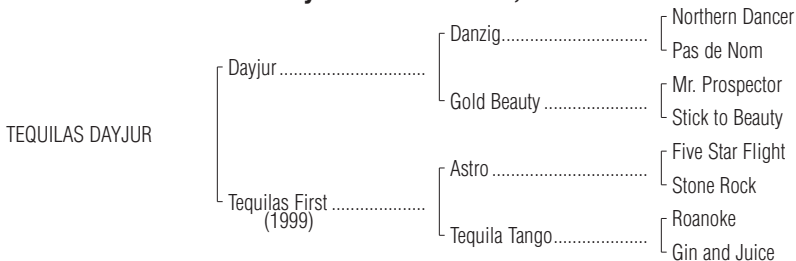 Northern Dancer
Danzig..............................
Pas de Nom
Dayjur..............................
Mr. Prospector
Gold Beauty ......................
Stick to Beauty
TEQUILAS DAYJUR
Five Star Flight
Astro.................................
Stone Rock
Tequilas First ....................
(1999)
Roanoke
Tequila Tango....................
Gin and Juice